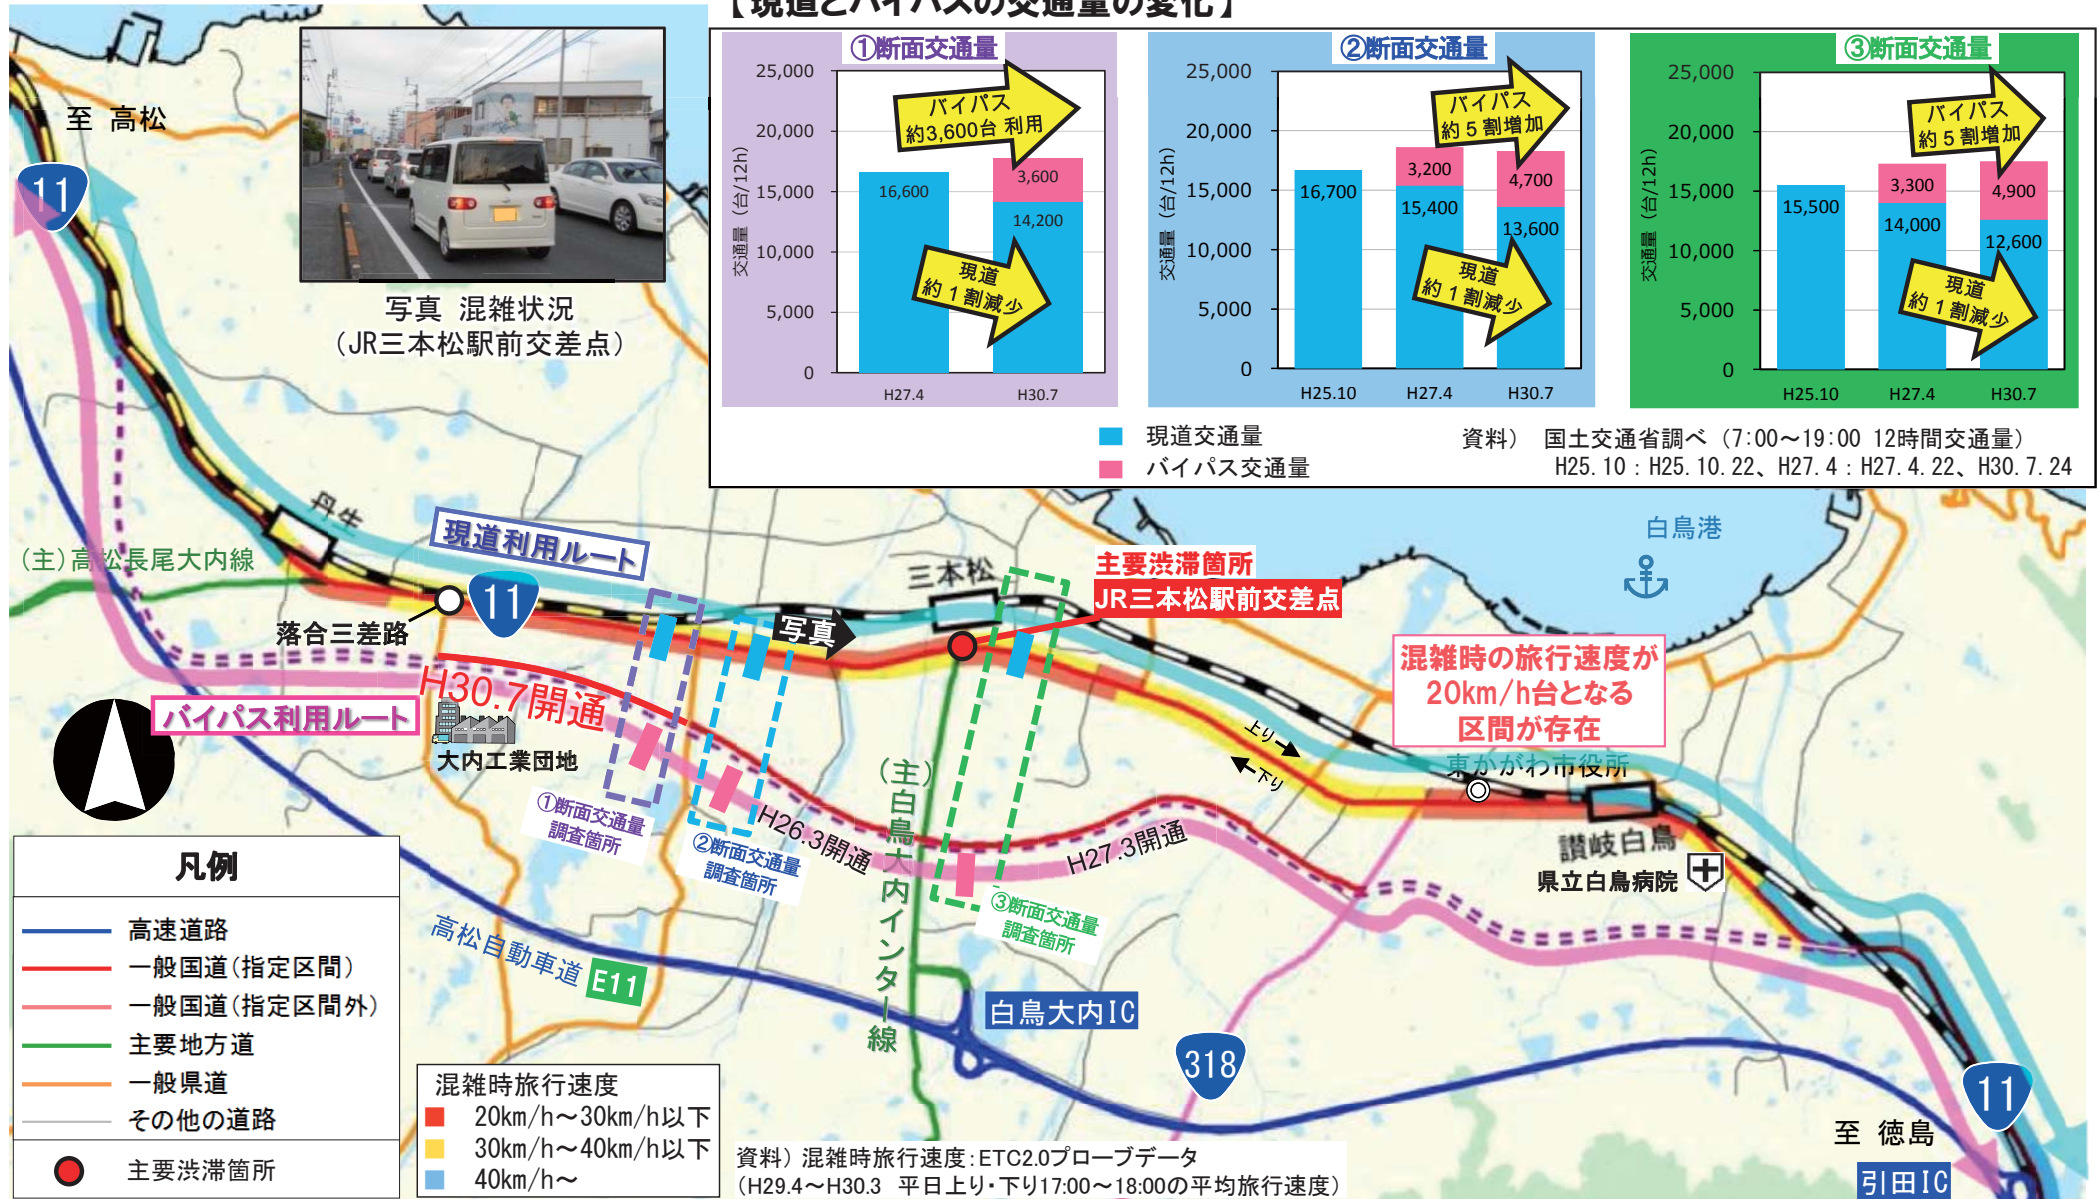 【現道とバイパスの交通量の変化】
①断面交通量
交通量（台/12h）
25,000
20,000
15,000
10,000
5,000
0
バイパス
約3,600台 利用
16,600
3,600
14,200
現道
約１割減少
H27.4
H30.7
②断面交通量
交通量（台/12h）
25,000
20,000
15,000
10,000
5,000
0
バイパス
約５割増加
16,700
3,200
15,400
4,700
13,600
現道
約１割減少
H25.10
H27.4
H30.7
③断面交通量
交通量（台/12h）
25,000
20,000
15,000
10,000
5,000
0
バイパス
約５割増加
15,500
3,300
14,000
4,900
12,600
現道
約１割減少
H25.10
H27.4
H30.7
現道交通量
バイパス交通量
資料） 国土交通省調べ（7:00～19:00 12時間交通量）
H25.10：H25.10.22、H27.4：H27.4.22、H30.7.24
至 高松
11
写真 混雑状況
（JR三本松駅前交差点）
丹生
現道利用ルート
（主）高松長尾大内線
11
落合三差路
三本松
写真
主要渋滞箇所
JR三本松駅前交差点
白鳥港
混雑時の旅行速度が
20km/h台となる
区間が存在
東かがわ市役所
上り
下り
讃岐白鳥
県立白鳥病院
バイパス利用ルート
H30.7開通
大内工業団地
①断面交通量
調査箇所
②断面交通量
調査箇所
H26.3開通
（主）白鳥大内インター線
H27.3開通
③断面交通量
調査箇所
高松自動車道
E11
白鳥大内IC
318
11
至 徳島
引田IC
凡例
高速道路
一般国道（指定区間）
一般国道（指定区間外）
主要地方道
一般県道
その他の道路
主要渋滞箇所
混雑時旅行速度
20km/h～30km/h以下
30km/h～40km/h以下
40km/h～
資料）混雑時旅行速度：ETC2.0プローブデータ
（H29.4～H30.3 平日上り・下り17:00～18:00の平均旅行速度）